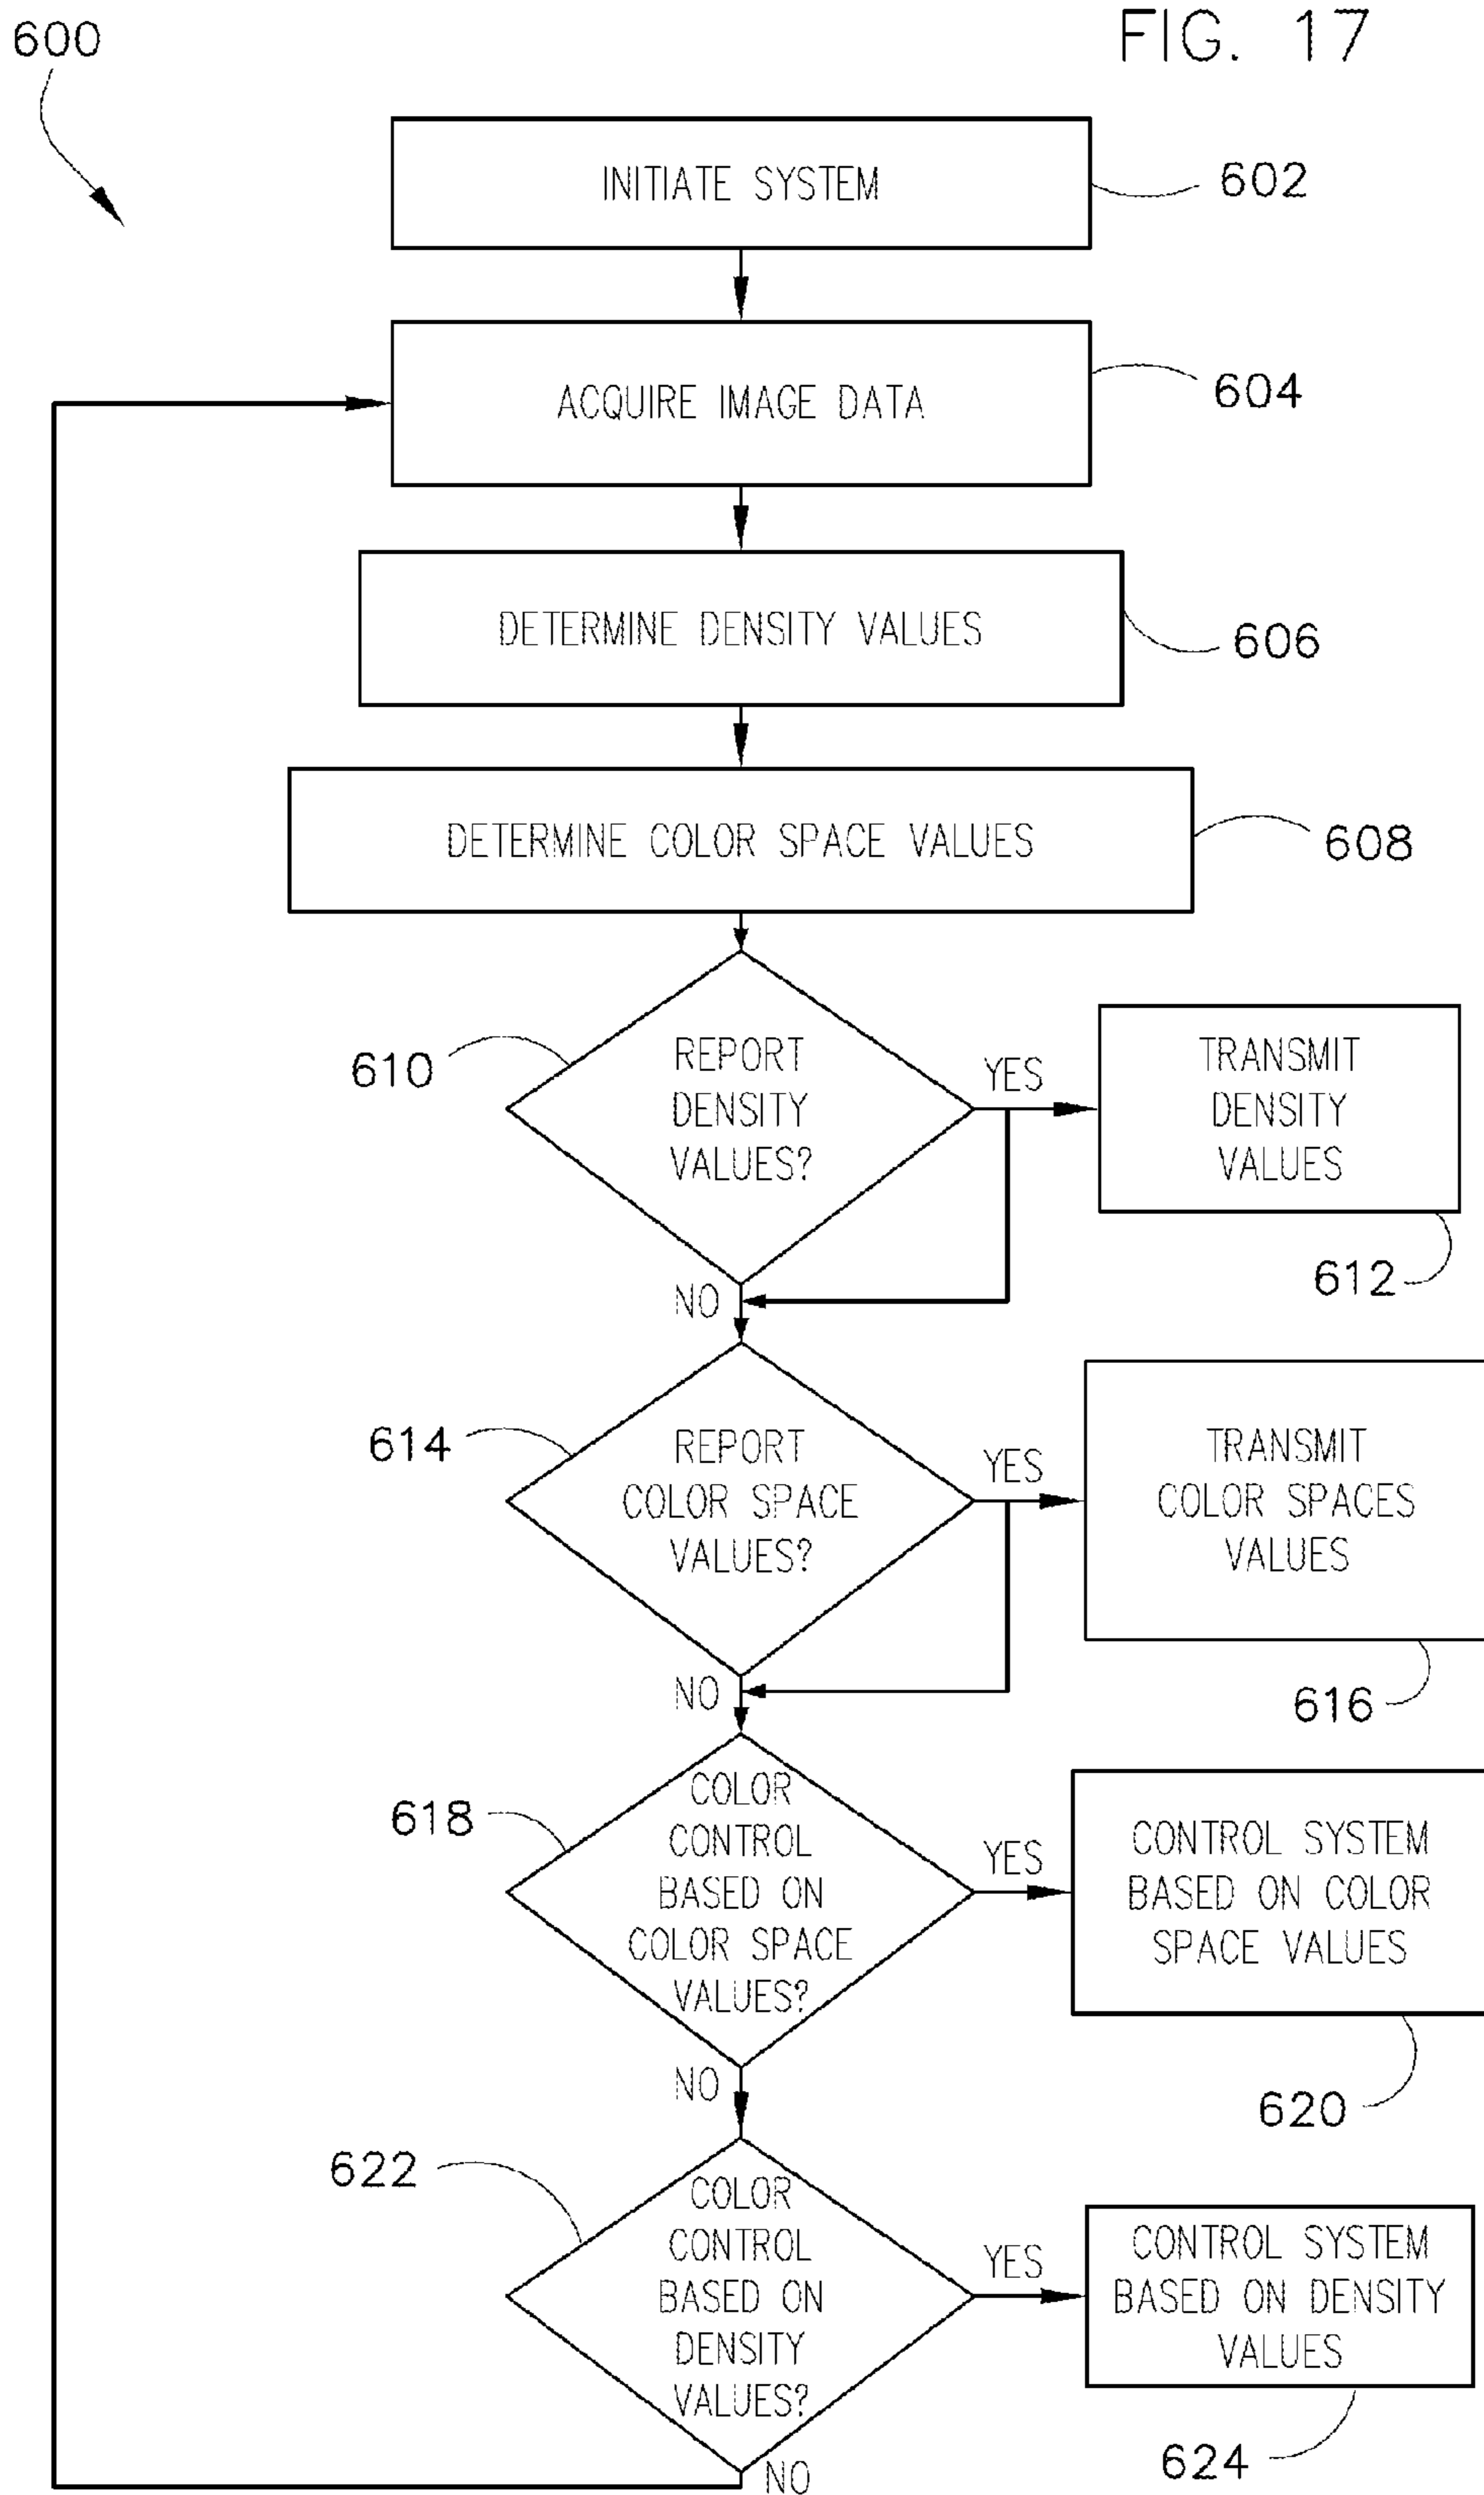 600
FIG. 17
INITIATE SYSTEM
602
ACQUIRE IMAGE DATA
604
DETERMINE DENSITY VALUES
606
DETERMINE COLOR SPACE VALUES
608
610
REPORT
DENSITY
VALUES?
YES
TRANSMIT
DENSITY
VALUES
612
NO
614
REPORT
COLOR SPACE
VALUES?
YES
TRANSMIT
COLOR SPACES
VALUES
616
NO
618
COLOR
CONTROL
BASED ON
COLOR SPACE
VALUES?
YES
CONTROL SYSTEM
BASED ON COLOR
SPACE VALUES
620
NO
622
COLOR
CONTROL
BASED ON
DENSITY
VALUES?
YES
CONTROL SYSTEM
BASED ON DENSITY
VALUES
624
NO